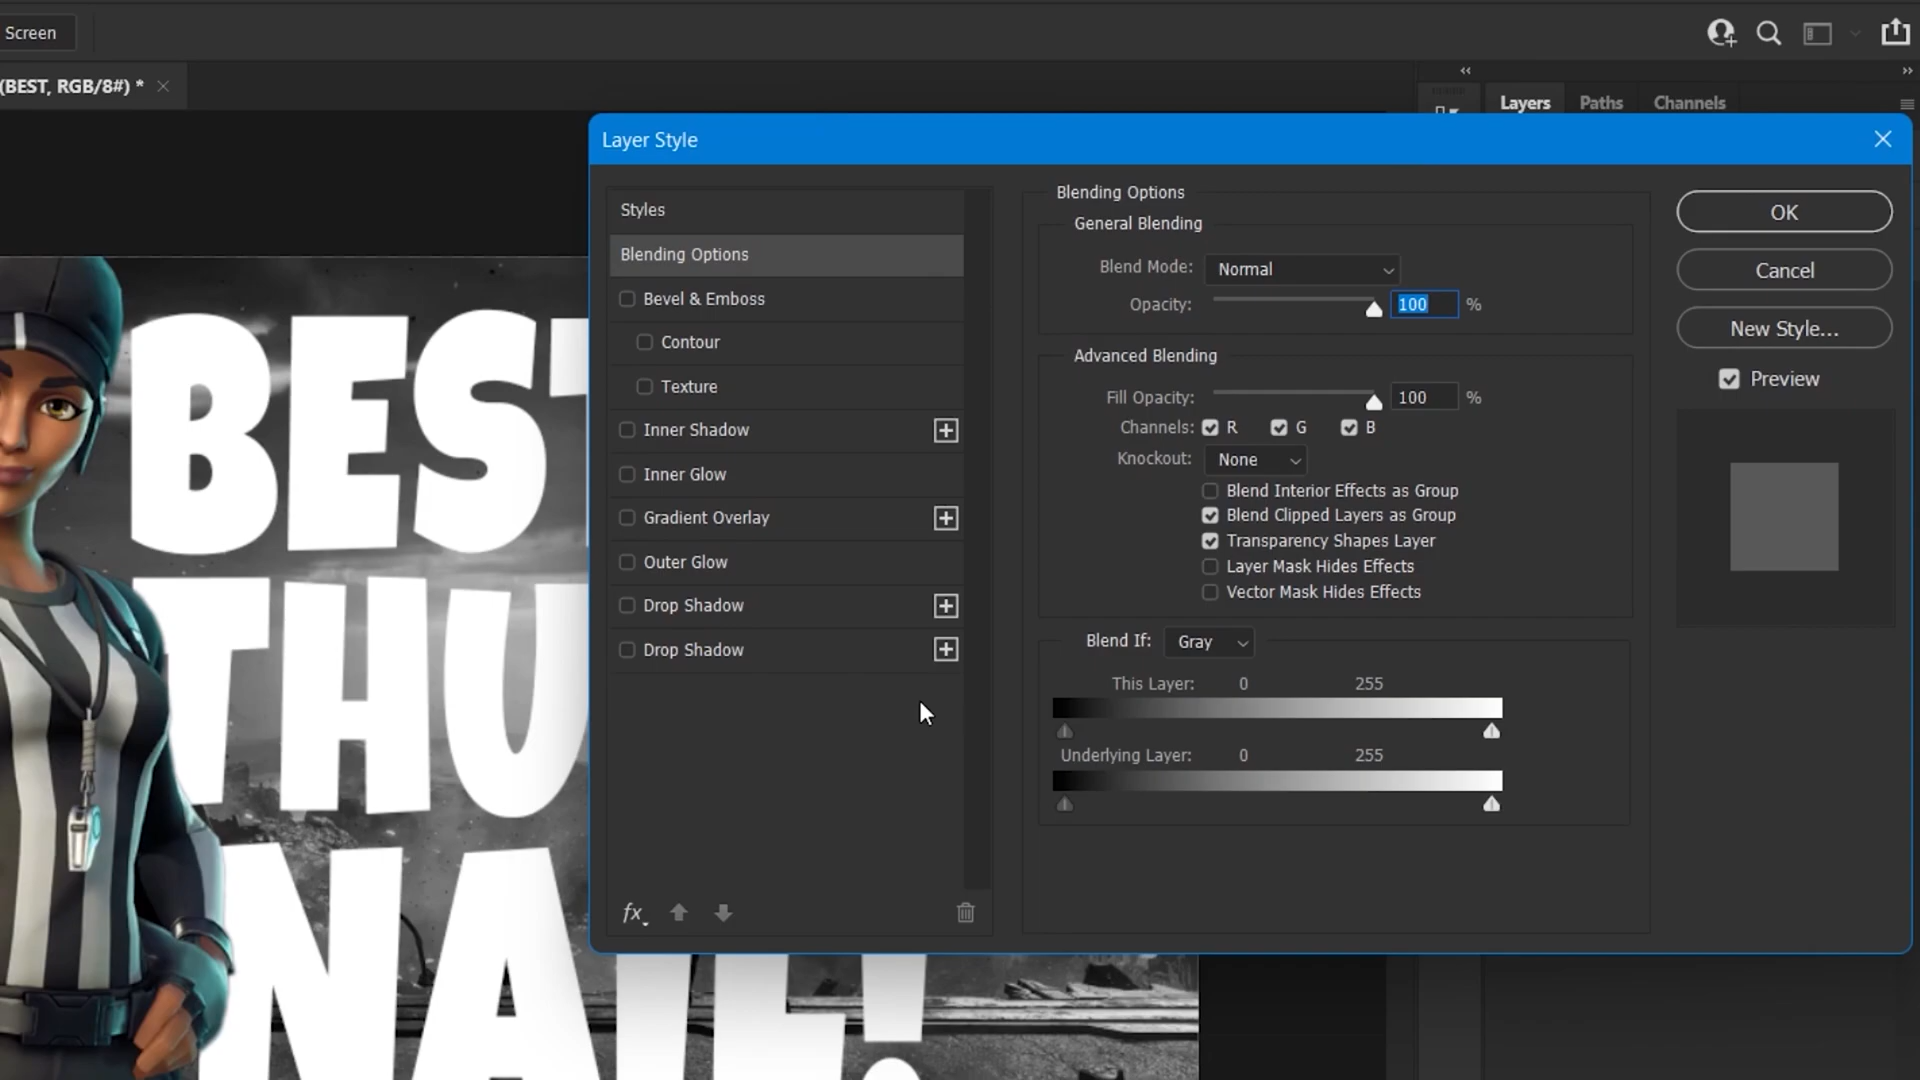 Screen
(BEST, RGB/8#) *
Layers
Paths
Channels
Layer Style
Styles
Blending Options
Bevel & Emboss
Contour
Texture
Inner Shadow
Inner Glow
Gradient Overlay
Outer Glow
Drop Shadow
Drop Shadow
fx
Blending Options
General Blending
Blend Mode: Normal
Opacity: 100 %
Advanced Blending
Fill Opacity: 100 %
Channels: R G B
Knockout: None
Blend Interior Effects as Group
Blend Clipped Layers as Group
Transparency Shapes Layer
Layer Mask Hides Effects
Vector Mask Hides Effects
Blend If: Gray
This Layer: 0 255
Underlying Layer: 0 255
OK
Cancel
New Style...
Preview
BEST
THU
NAIL!